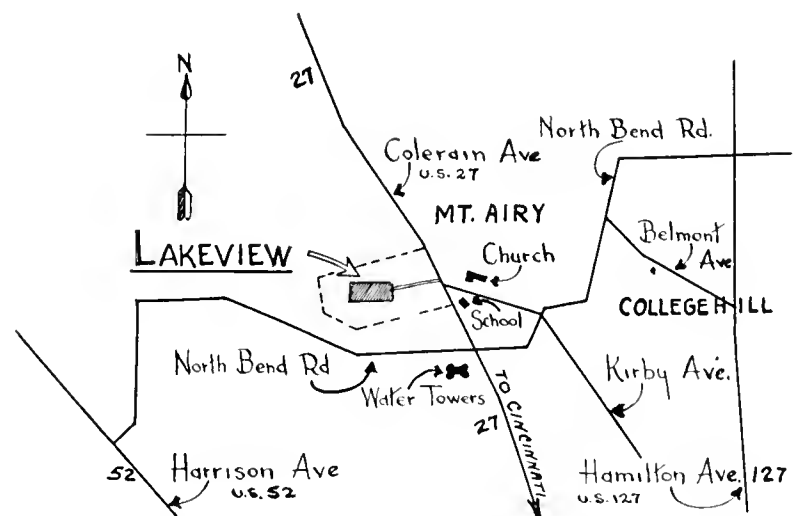 N
27
Colerain Ave
U.S. 27
North Bend Rd.
MT. AIRY
LAKEVIEW
Church
Belmont
Ave
School
COLLEGE HILL
North Bend Rd
Water Towers
TO CINCINNATI
27
Kirby Ave.
52
Harrison Ave
U.S. 52
Hamilton Ave. 127
U.S. 127